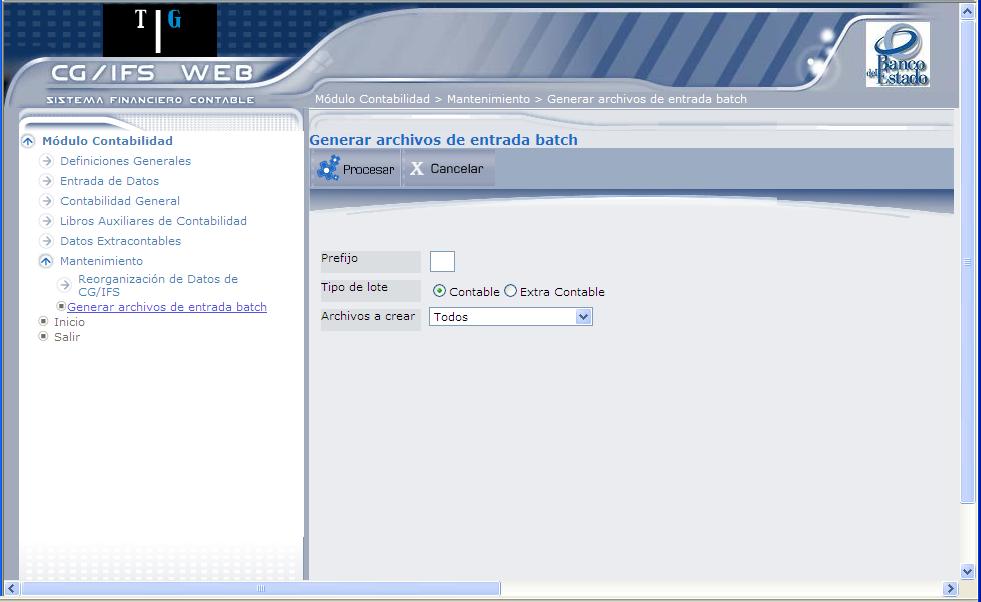 TG
CG/IFS WEB
SISTEMA FINANCIERO CONTABLE
Banco
del Estado
Módulo Contabilidad > Mantenimiento > Generar archivos de entrada batch
Módulo Contabilidad
Definiciones Generales
Entrada de Datos
Contabilidad General
Libros Auxiliares de Contabilidad
Datos Extracontables
Mantenimiento
Reorganización de Datos de
CG/IFS
Generar archivos de entrada batch
Inicio
Salir
Generar archivos de entrada batch
Procesar X Cancelar
Prefijo
Tipo de lote Contable Extra Contable
Archivos a crear Todos